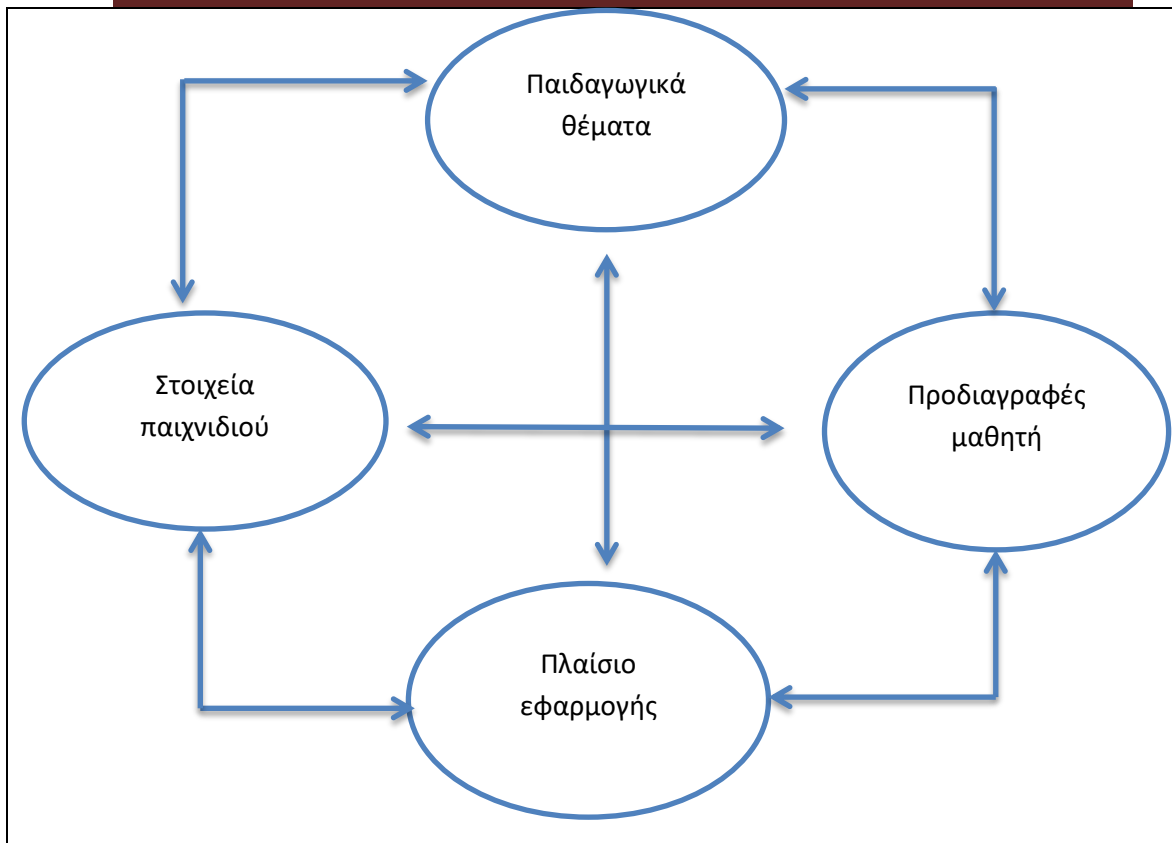 Παιδαγωγικά
θέματα
Στοιχεία
παιχνιδιού
Προδιαγραφές
μαθητή
Πλαίσιο
εφαρμογής